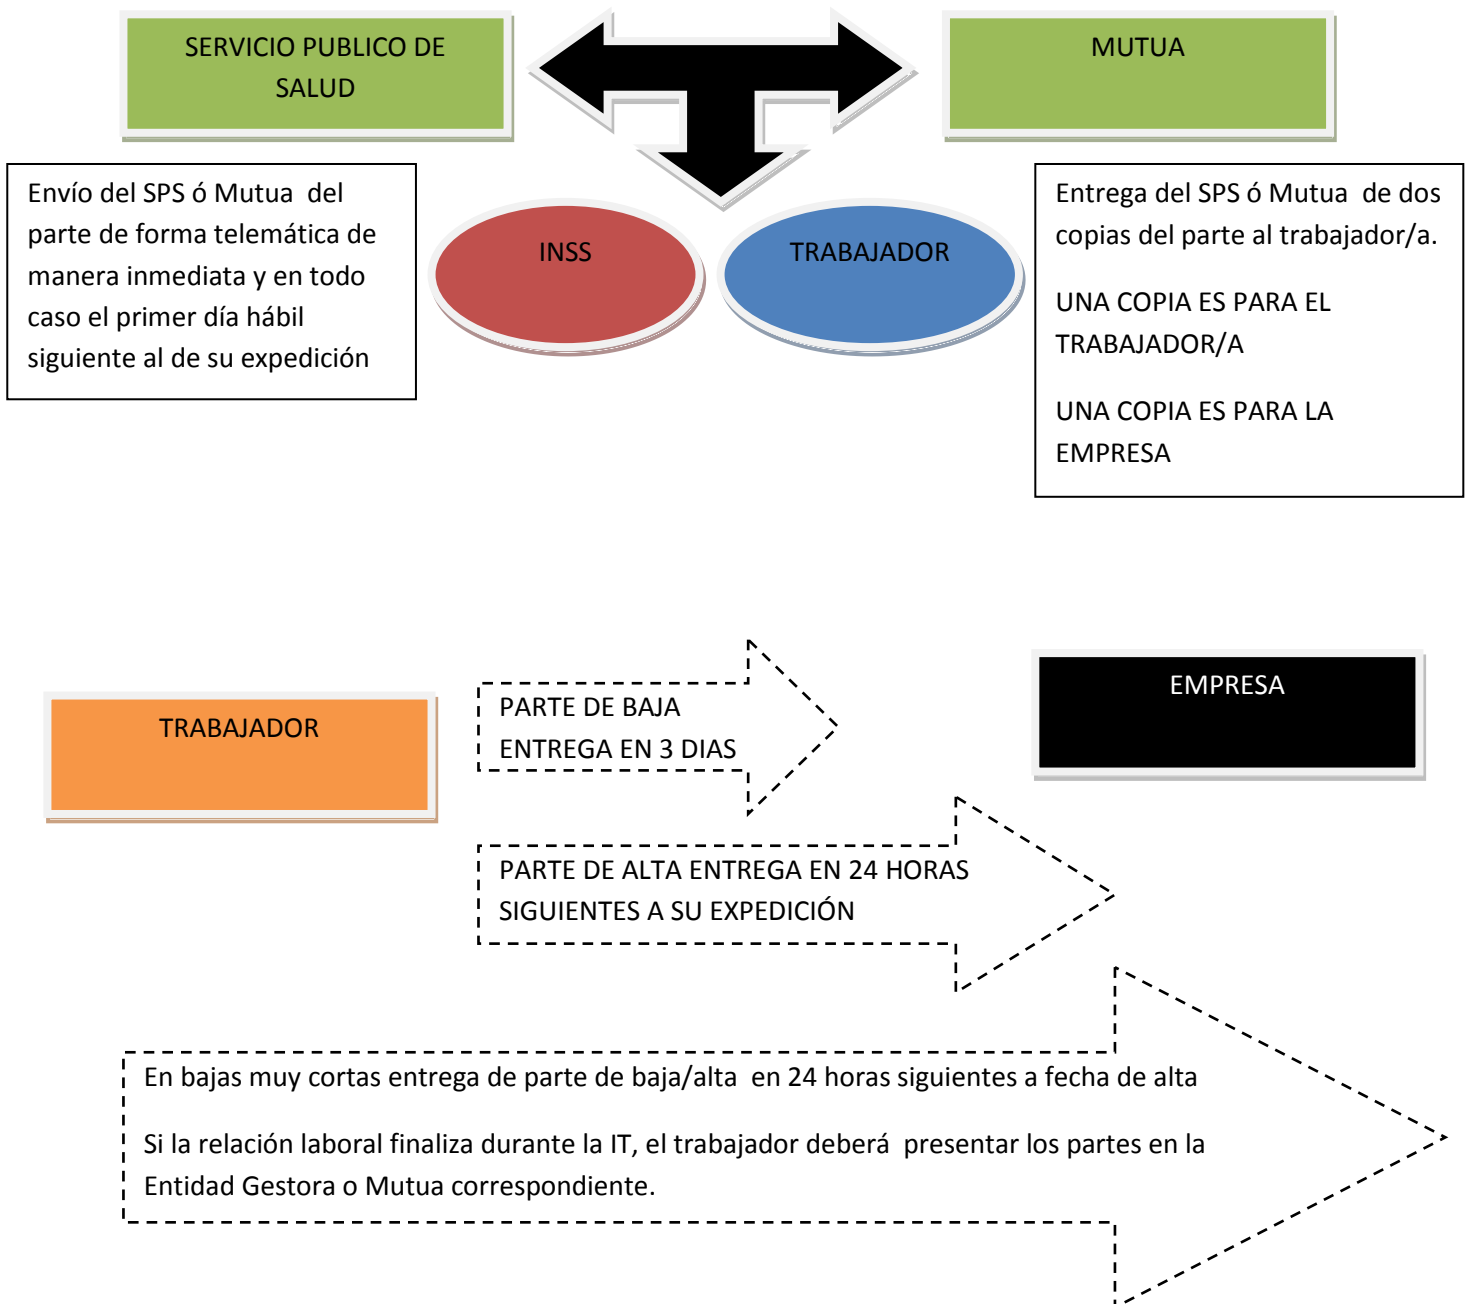 SERVICIO PUBLICO DE
SALUD
MUTUA
Envío del SPS ó Mutua del
parte de forma telemática de
manera inmediata y en todo
caso el primer día hábil
siguiente al de su expedición
INSS
TRABAJADOR
Entrega del SPS ó Mutua de dos
copias del parte al trabajador/a.
UNA COPIA ES PARA EL
TRABAJADOR/A
UNA COPIA ES PARA LA
EMPRESA
TRABAJADOR
PARTE DE BAJA
ENTREGA EN 3 DIAS
EMPRESA
PARTE DE ALTA ENTREGA EN 24 HORAS
SIGUIENTES A SU EXPEDICIÓN
En bajas muy cortas entrega de parte de baja/alta en 24 horas siguientes a fecha de alta
Si la relación laboral finaliza durante la IT, el trabajador deberá presentar los partes en la
Entidad Gestora o Mutua correspondiente.